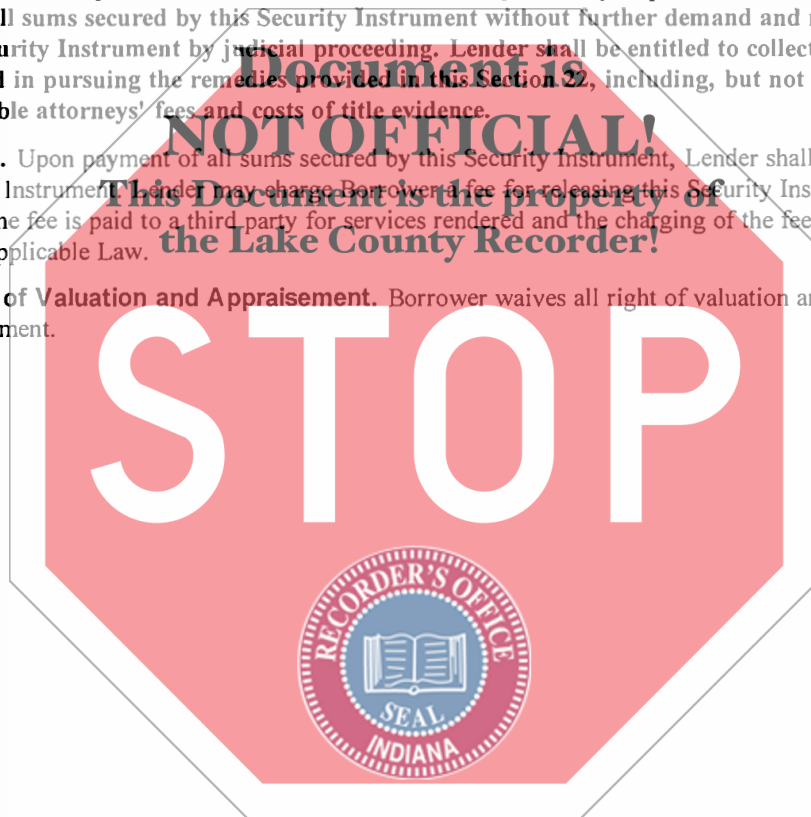 ll sums secured by this Security Instrument without further demand and
urity Instrument by judicial proceeding. Lender shall be entitled to collect
l in pursuing the remedies provided in this Section 22, including, but not
ble attorneys' fees and costs of title evidence.
. Upon payment of all sums secured by this Security Instrument, Lender shall
Instrument. Lender may charge Borrower a fee for releasing this Security Ins
he fee is paid to a third party for services rendered and the charging of the fee
pplicable Law.
of Valuation and Appraisement. Borrower waives all right of valuation a
ment.
Document is
NOT OFFICIAL!
This Document is the property of
the Lake County Recorder!
STOP
RECORDER'S OFFICE
SEAL
INDIANA